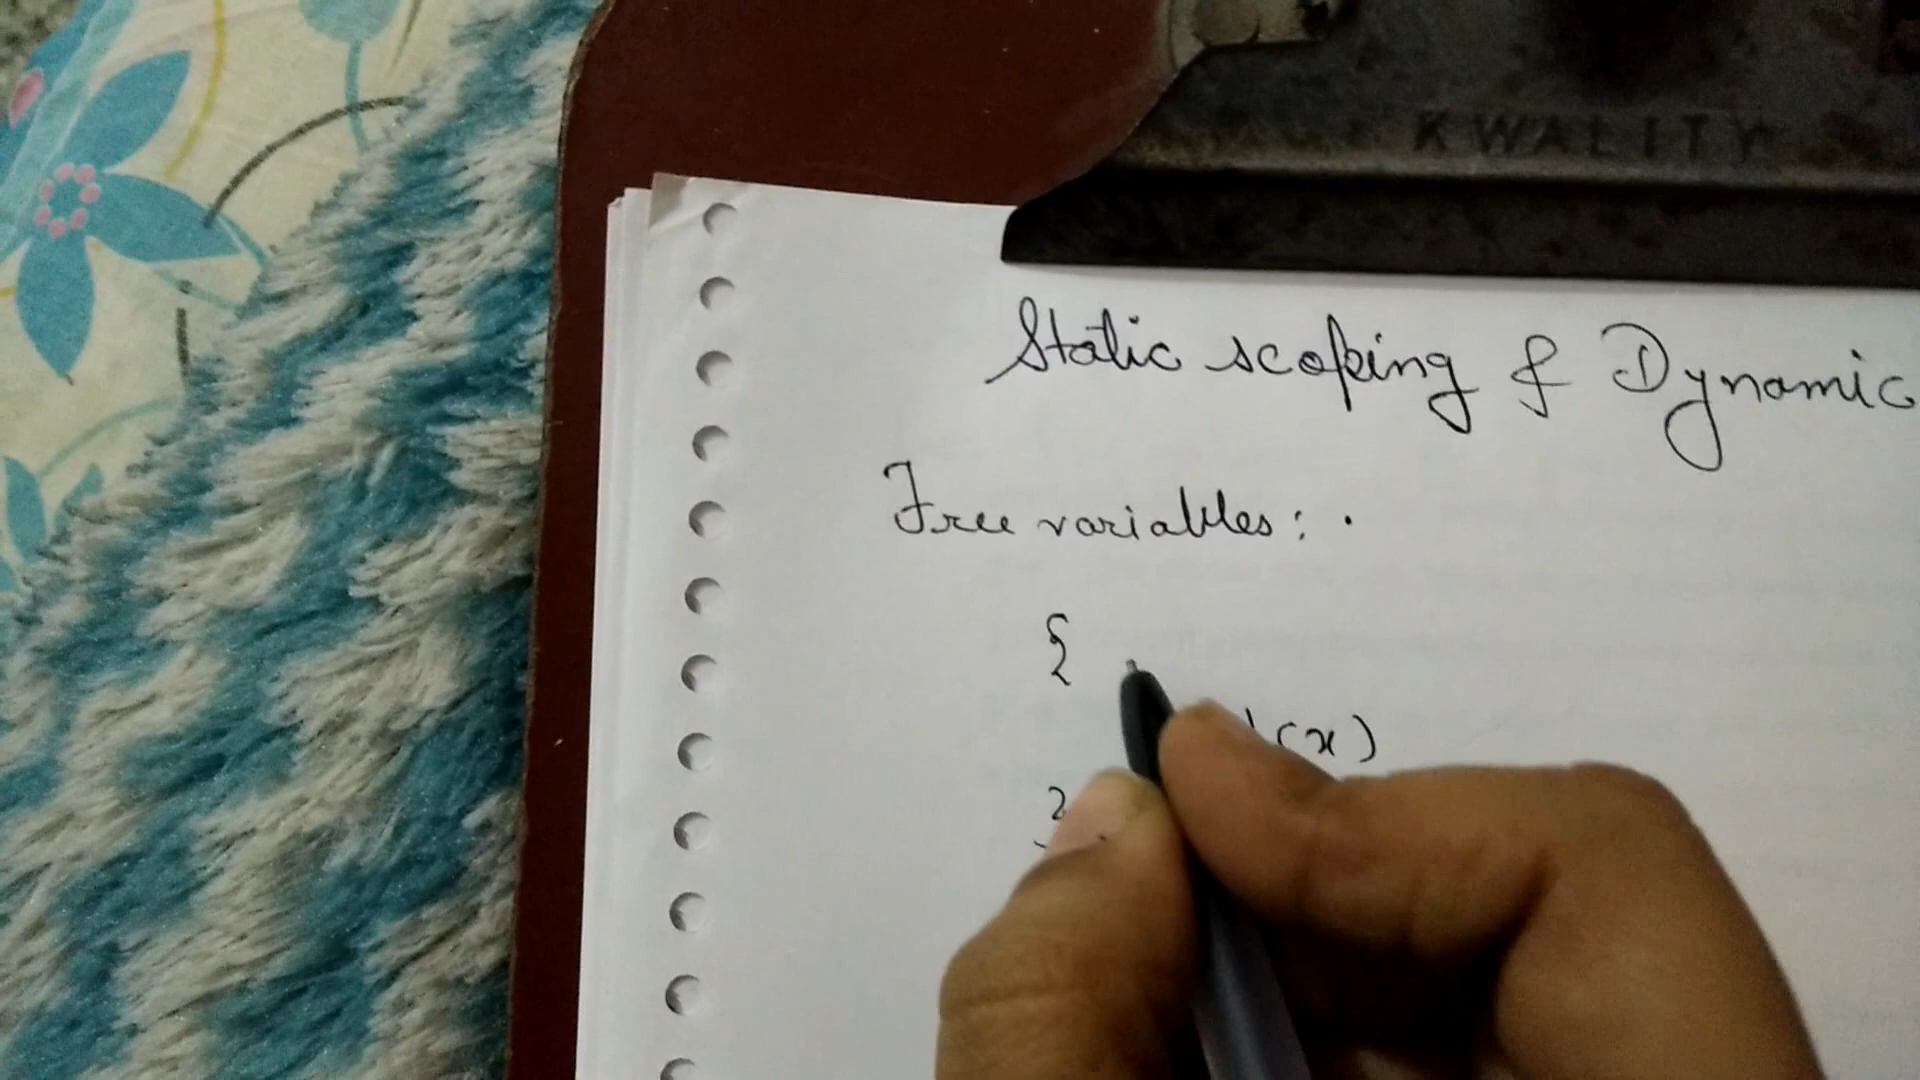 KWALITY
Static scoping & Dynamic
Free variables: .
{
(x)
}